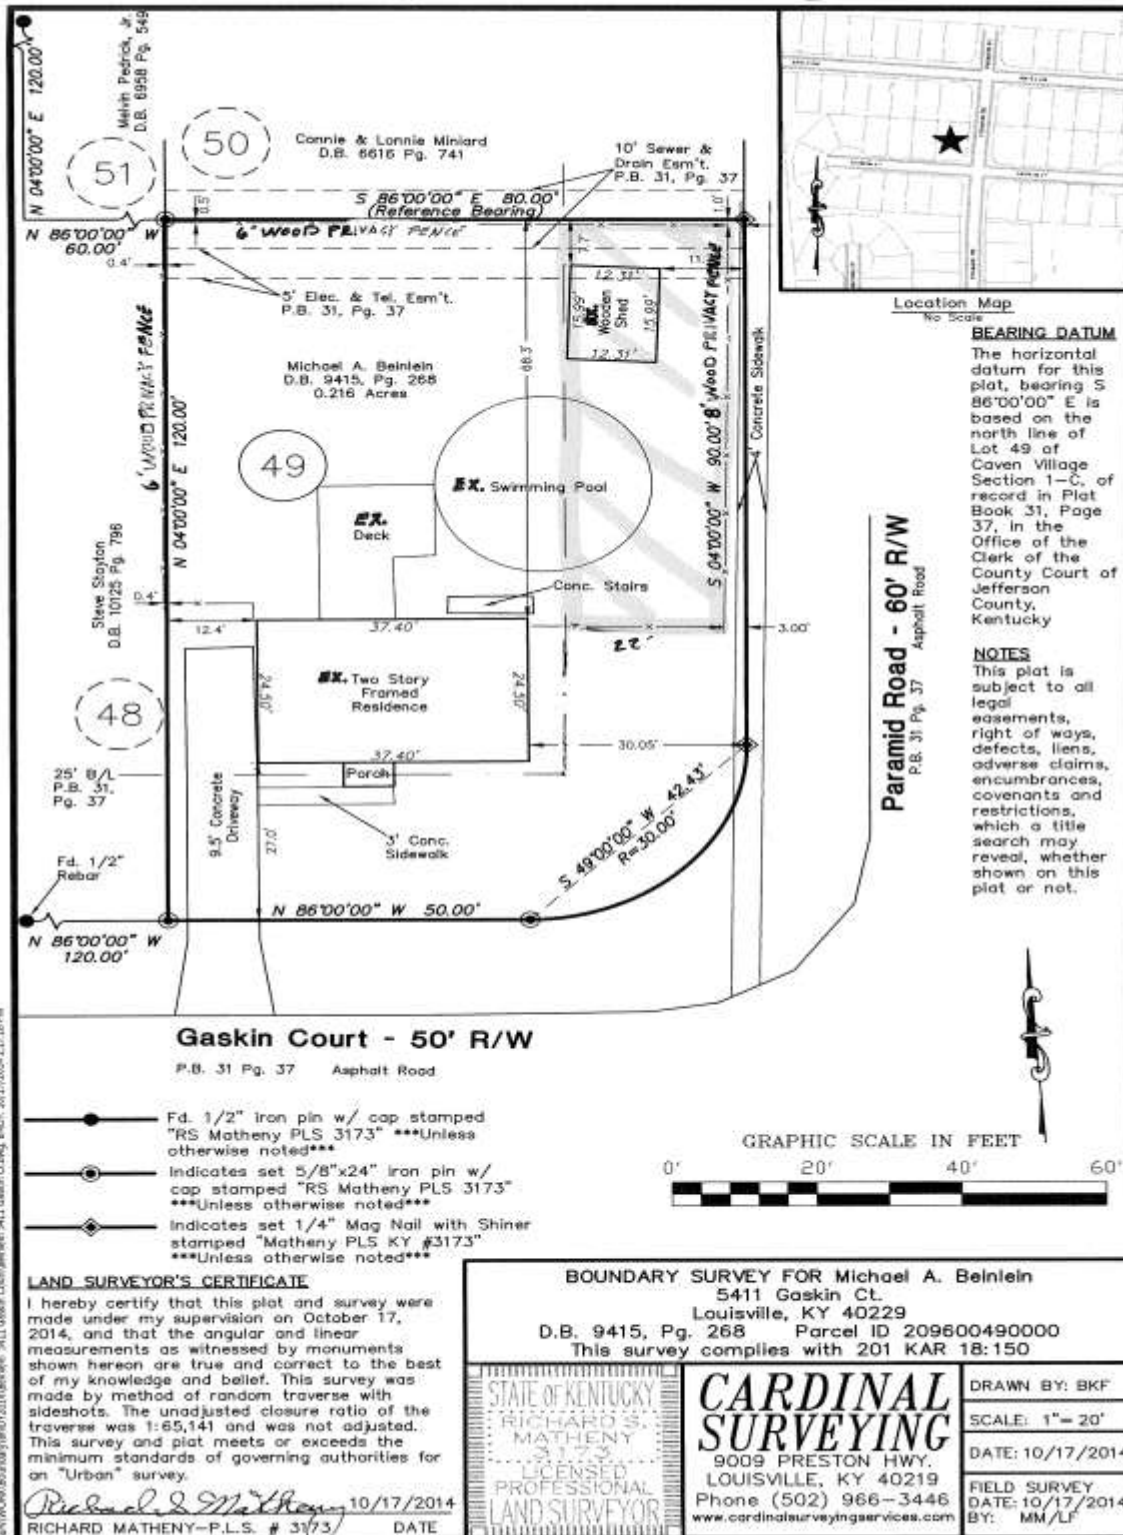 N 04°00'00" E 120.00'
Melvin Pedrick, Jr.
D.B. 6958 Pg. 549
51
50
Connie & Lonnie Miniard
D.B. 6616 Pg. 741
10' Sewer &
Drain Esm't.
P.B. 31, Pg. 37
S 86°00'00" E 80.00'
(Reference Bearing)
0.5'
1.0'
6' WOOD PRIVACY FENCE
N 86°00'00" W
60.00'
0.4'
5' Elec. & Tel. Esm't.
P.B. 31, Pg. 37
7.7'
12.31'
15.99'
EX.
Wooden
Shed
15.99'
12.31'
68.3'
8' WOOD PRIVACY FENCE
S 04°00'00" W 90.00'
4' Concrete Sidewalk
Michael A. Beinlein
D.B. 9415, Pg. 268
0.216 Acres
6' WOOD PRIVACY FENCE
N 04°00'00" E 120.00'
49
EX. Swimming Pool
EX.
Deck
Conc. Stairs
Steve Stayton
D.B. 10125 Pg. 796
0.4'
12.4'
37.40'
22'
3.00'
24.50'
EX. Two Story
Framed
Residence
24.50'
37.40'
48
30.05'
Porch
25' B/L
P.B. 31,
Pg. 37
9.5' Concrete
Driveway
27.0'
3' Conc.
Sidewalk
S 49°00'00" W 42.43'
R=30.00'
Fd. 1/2"
Rebar
N 86°00'00" W 50.00'
N 86°00'00" W
120.00'
Paramid Road - 60' R/W
P.B. 31 Pg. 37 Asphalt Road
Gaskin Court - 50' R/W
P.B. 31 Pg. 37 Asphalt Road
Location Map
No Scale
BEARING DATUM
The horizontal
datum for this
plat, bearing S
86°00'00" E is
based on the
north line of
Lot 49 of
Caven Village
Section 1-C, of
record in Plat
Book 31, Page
37, in the
Office of the
Clerk of the
County Court of
Jefferson
County,
Kentucky
NOTES
This plat is
subject to all
legal
easements,
right of ways,
defects, liens,
adverse claims,
encumbrances,
covenants and
restrictions,
which a title
search may
reveal, whether
shown on this
plat or not.
Fd. 1/2" iron pin w/ cap stamped
"RS Matheny PLS 3173" ***Unless
otherwise noted***
Indicates set 5/8"x24" iron pin w/
cap stamped "RS Matheny PLS 3173"
***Unless otherwise noted***
Indicates set 1/4" Mag Nail with Shiner
stamped "Matheny PLS KY #3173"
***Unless otherwise noted***
GRAPHIC SCALE IN FEET
0' 20' 40' 60'
LAND SURVEYOR'S CERTIFICATE
I hereby certify that this plat and survey were
made under my supervision on October 17,
2014, and that the angular and linear
measurements as witnessed by monuments
shown hereon are true and correct to the best
of my knowledge and belief. This survey was
made by method of random traverse with
sideshots. The unadjusted closure ratio of the
traverse was 1:65,141 and was not adjusted.
This survey and plat meets or exceeds the
minimum standards of governing authorities for
an "Urban" survey.
Richard S. Matheny 10/17/2014
RICHARD MATHENY-P.L.S. # 3173 DATE
BOUNDARY SURVEY FOR Michael A. Beinlein
5411 Gaskin Ct.
Louisville, KY 40229
D.B. 9415, Pg. 268 Parcel ID 209600490000
This survey complies with 201 KAR 18:150
STATE of KENTUCKY
RICHARD S.
MATHENY
3173
LICENSED
PROFESSIONAL
LAND SURVEYOR
CARDINAL
SURVEYING
9009 PRESTON HWY.
LOUISVILLE, KY 40219
Phone (502) 966-3446
www.cardinalsurveyingservices.com
DRAWN BY: BKF
SCALE: 1"= 20'
DATE: 10/17/2014
FIELD SURVEY
DATE: 10/17/2014
BY: MM/LF